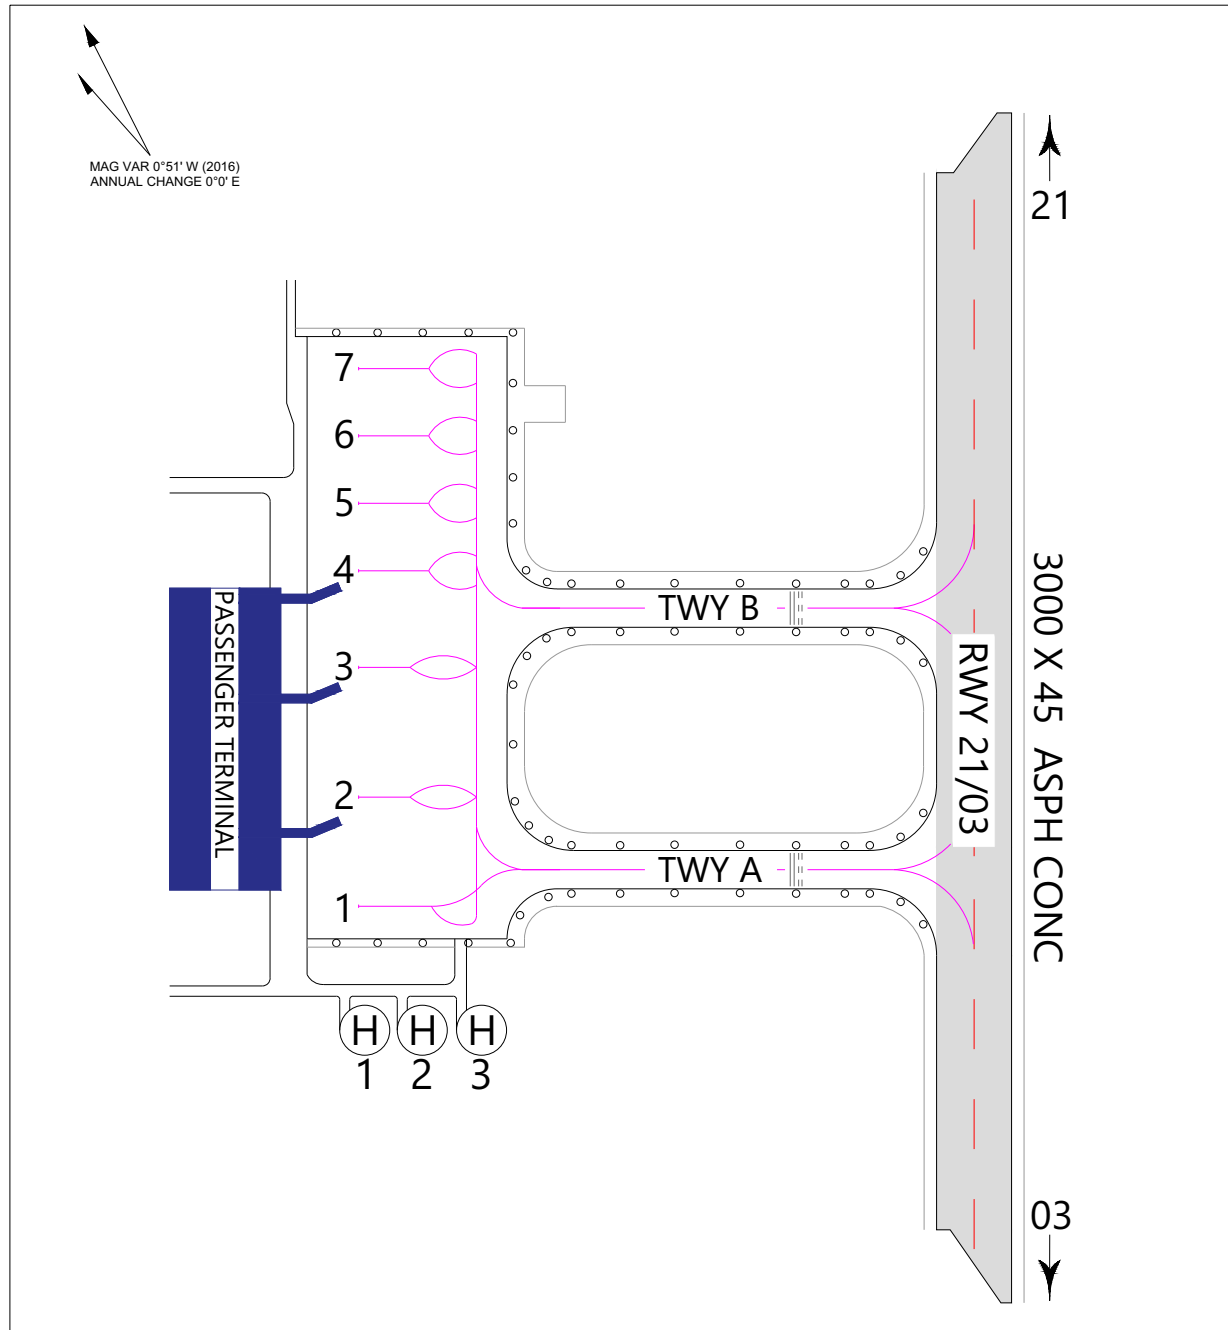 MAG VAR 0°51' W (2016)
ANNUAL CHANGE 0°0' E
21
7
6
5
4
3
2
1
PASSENGER TERMINAL
TWY B
TWY A
RWY 21/03
3000 X 45 ASPH CONC
H
H
H
1
2
3
03